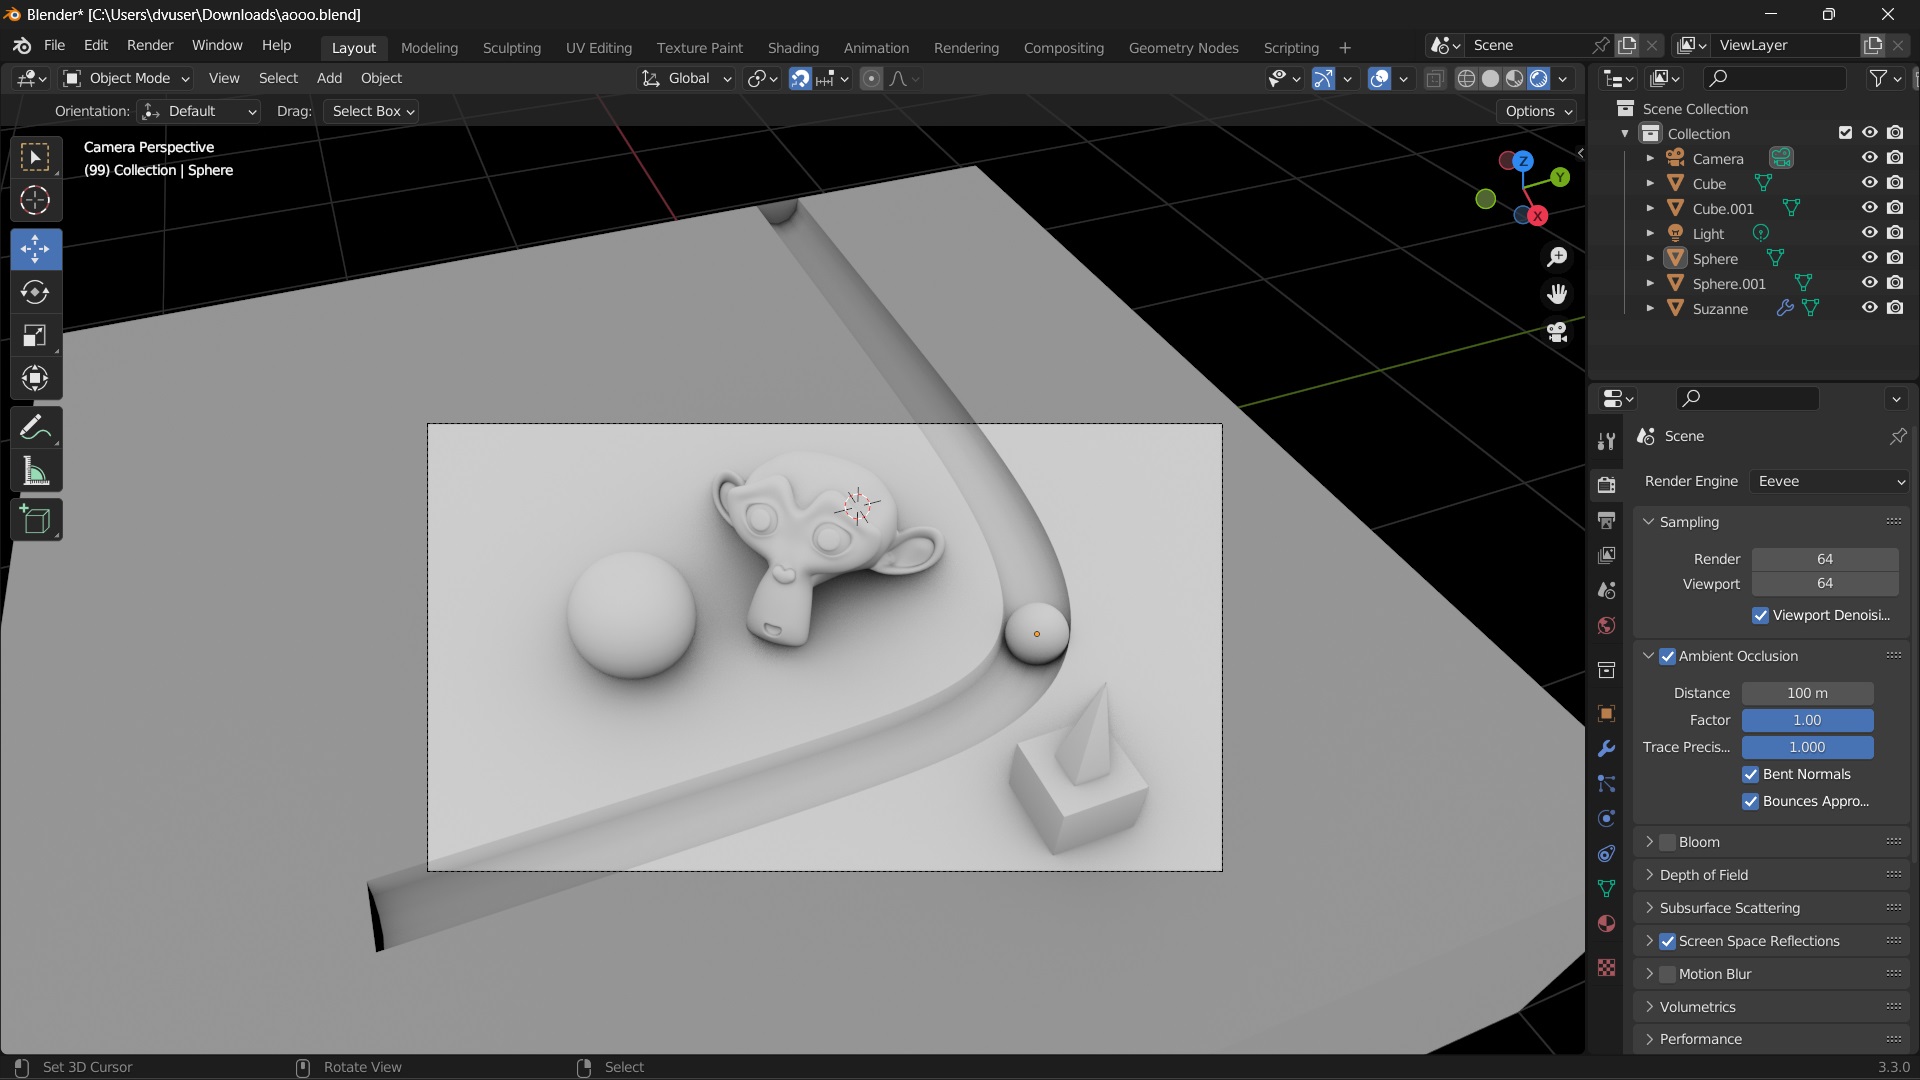 Blender* [C:\Users\dvuser\Downloads\aooo.blend]
File Edit Render Window Help Layout Modeling Sculpting UV Editing Texture Paint Shading Animation Rendering Compositing Geometry Nodes Scripting + Scene ViewLayer
Object Mode View Select Add Object Global
Orientation: Default Drag: Select Box Options
Camera Perspective
(99) Collection | Sphere
Z
Y
X
Scene Collection
Collection
Camera
Cube
Cube.001
Light
Sphere
Sphere.001
Suzanne
Scene
Render Engine Eevee
Sampling
Render 64
Viewport 64
Viewport Denoisi...
Ambient Occlusion
Distance 100 m
Factor 1.00
Trace Precis... 1.000
Bent Normals
Bounces Appro...
Bloom
Depth of Field
Subsurface Scattering
Screen Space Reflections
Motion Blur
Volumetrics
Performance
Set 3D Cursor Rotate View Select 3.3.0